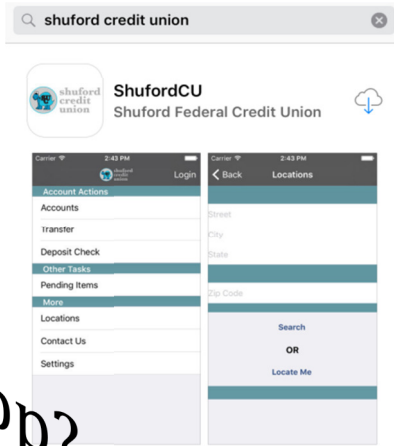 shuford credit union
shuford
credit
union
ShufordCU
Shuford Federal Credit Union
Carrier 2:43 PM
shuford
credit
union
Login
Account Actions
Accounts
Transfer
Deposit Check
Other Tasks
Pending Items
More
Locations
Contact Us
Settings
Carrier 2:43 PM
Back Locations
Street
City
State
Zip Code
Search
OR
Locate Me